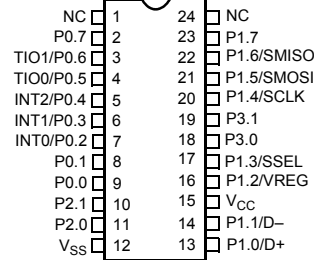 NC 1 24 NC
P0.7 2 23 P1.7
TIO1/P0.6 3 22 P1.6/SMISO
TIO0/P0.5 4 21 P1.5/SMOSI
INT2/P0.4 5 20 P1.4/SCLK
INT1/P0.3 6 19 P3.1
INT0/P0.2 7 18 P3.0
P0.1 8 17 P1.3/SSEL
P0.0 9 16 P1.2/VREG
P2.1 10 15 VCC
P2.0 11 14 P1.1/D–
VSS 12 13 P1.0/D+